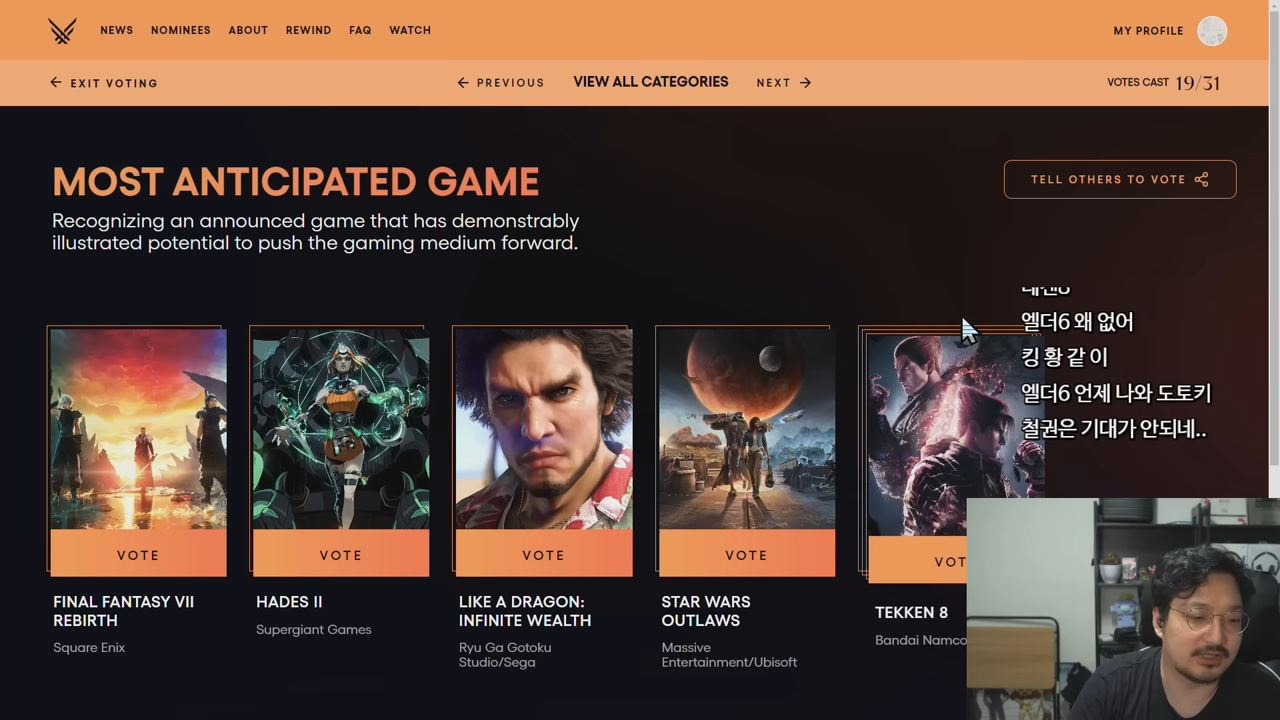 NEWS
NOMINEES
ABOUT
REWIND
FAQ
WATCH
MY PROFILE
EXIT VOTING
PREVIOUS
VIEW ALL CATEGORIES
NEXT
VOTES CAST 19/31
MOST ANTICIPATED GAME
TELL OTHERS TO VOTE
Recognizing an announced game that has demonstrably
illustrated potential to push the gaming medium forward.
엘더6 왜 없어
킹 황 같 이
엘더6 언제 나와 도토키
철권은 기대가 안되네..
VOTE
VOTE
VOTE
VOTE
VOT
FINAL FANTASY VII
REBIRTH
Square Enix
HADES II
Supergiant Games
LIKE A DRAGON:
INFINITE WEALTH
Ryu Ga Gotoku
Studio/Sega
STAR WARS
OUTLAWS
Massive
Entertainment/Ubisoft
TEKKEN 8
Bandai Namco